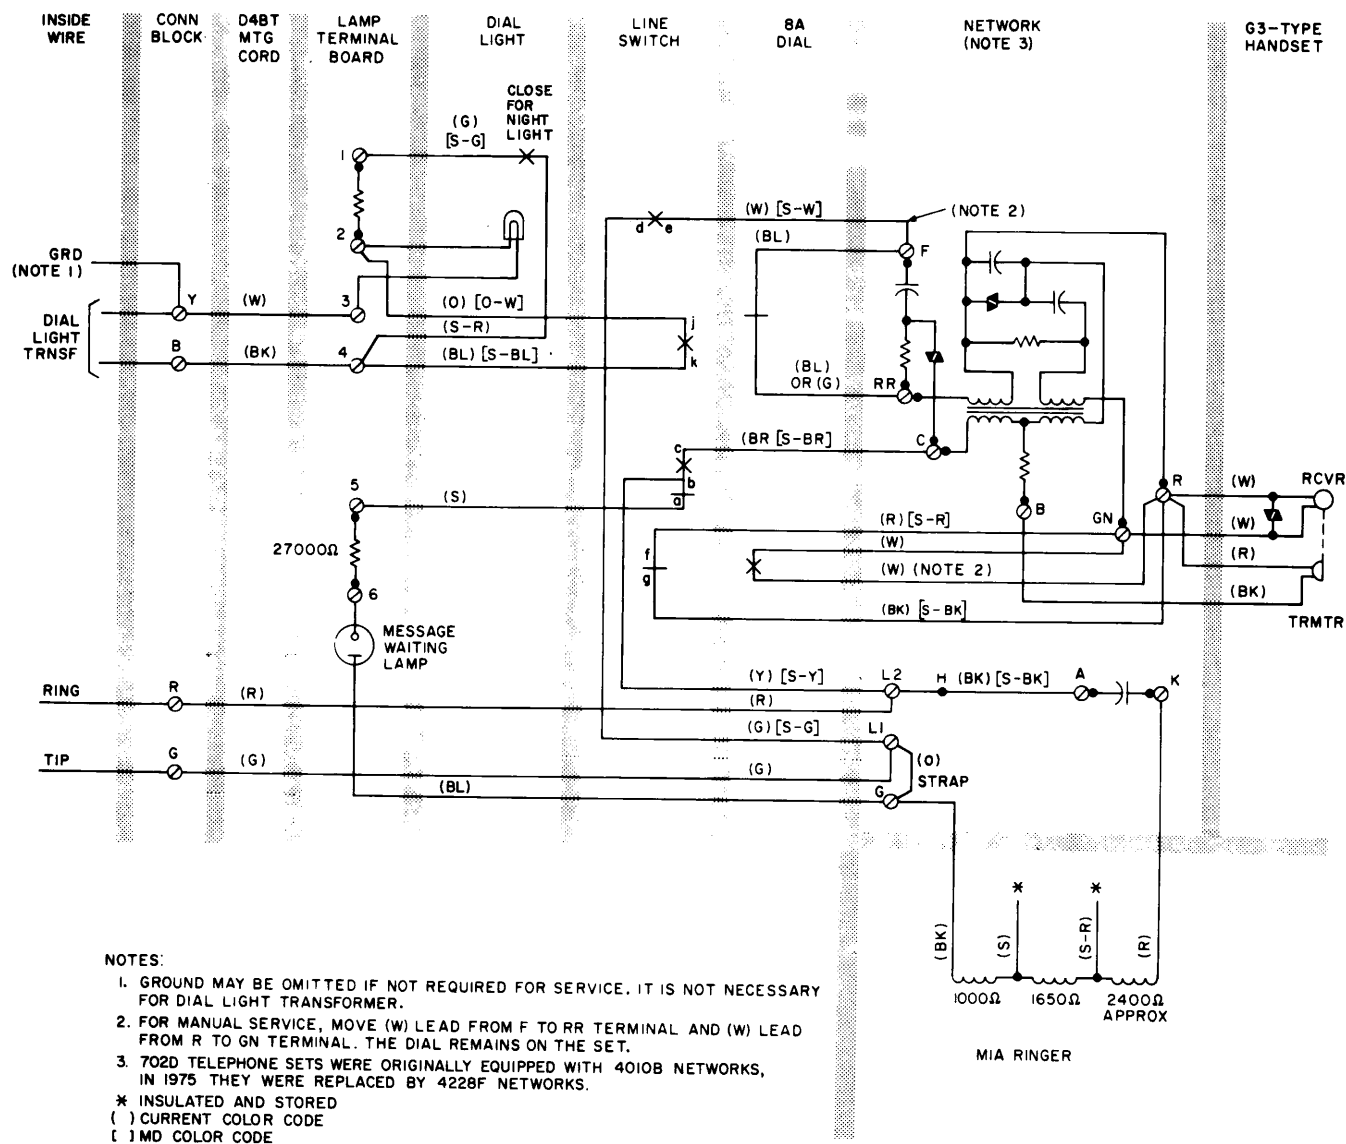 INSIDE
WIRE
CONN
BLOCK
D4BT
MTG
CORD
LAMP
TERMINAL
BOARD
DIAL
LIGHT
LINE
SWITCH
8A
DIAL
NETWORK
(NOTE 3)
G3-TYPE
HANDSET
CLOSE
FOR
NIGHT
LIGHT
(G)
[S-G]
1
2
GRD
(NOTE 1)
Y
(W)
3
DIAL
LIGHT
TRNSF
B
(BK)
4
(O) [O-W]
(S-R)
(BL) [S-BL]
j
k
d
e
(W) [S-W]
(NOTE 2)
(BL)
F
(BL)
OR (G)
RR
c
b
a
(BR [S-BR]
C
5
(S)
27000Ω
6
MESSAGE
WAITING
LAMP
B
GN
R
(W)
RCVR
(W)
(R)
(BK)
TRMTR
f
g
(R) [S-R]
(W)
(W) (NOTE 2)
(BK) [S-BK]
RING
R
(R)
(Y) [S-Y]
L2
H
(BK) [S-BK]
A
K
(R)
(G) [S-G]
L1
TIP
G
(G)
(G)
(O)
STRAP
(BL)
G
*
*
(BK)
(S)
(S-R)
(R)
1000Ω
1650Ω
2400Ω
APPROX
M1A RINGER
NOTES:
1. GROUND MAY BE OMITTED IF NOT REQUIRED FOR SERVICE. IT IS NOT NECESSARY
FOR DIAL LIGHT TRANSFORMER.
2. FOR MANUAL SERVICE, MOVE (W) LEAD FROM F TO RR TERMINAL AND (W) LEAD
FROM R TO GN TERMINAL. THE DIAL REMAINS ON THE SET.
3. 702D TELEPHONE SETS WERE ORIGINALLY EQUIPPED WITH 4010B NETWORKS,
IN 1975 THEY WERE REPLACED BY 4228F NETWORKS.
* INSULATED AND STORED
( ) CURRENT COLOR CODE
[ ] MD COLOR CODE